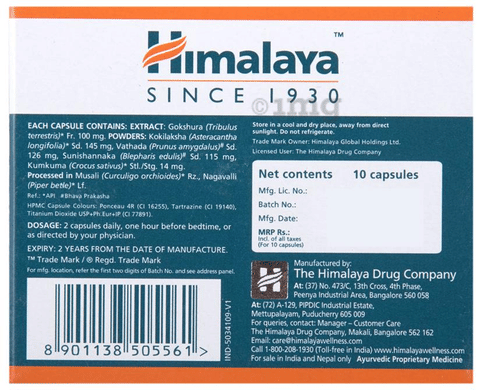 Himalaya™
SINCE 1930
EACH CAPSULE CONTAINS: EXTRACT: Gokshura (Tribulus
terrestris)* Fr. 100 mg. POWDERS: Kokilaksha (Asteracantha
longifolia)* Sd. 145 mg, Vathada (Prunus amygdalus)# Sd.
126 mg, Sunishannaka (Blepharis edulis)# Sd. 115 mg,
Kumkuma (Crocus sativus)* Stl./Stg. 14 mg.
Processed in Musali (Curculigo orchioides)* Rz., Nagavalli
(Piper betle)* Lf.
Ref.: *API #Bhava Prakasha
HPMC Capsule Colours: Ponceau 4R (CI 16255), Tartrazine (CI 19140),
Titanium Dioxide USP+Ph.Eur+IP (CI 77891).
DOSAGE: 2 capsules daily, one hour before bedtime, or
as directed by your physician.
EXPIRY: 2 YEARS FROM THE DATE OF MANUFACTURE.
™ Trade Mark / ® Regd. Trade Mark
For mfg. location, refer the first two digits of Batch No. and see address panel.
8 901138 505561 >
IND-5034109-V1
Store in a cool and dry place, away from direct
sunlight. Do not refrigerate.
Trade Mark Owner: Himalaya Global Holdings Ltd.
Licensed User: The Himalaya Drug Company
Net contents 10 capsules
Mfg. Lic. No.:
Batch No.:
Mfg. Date:
MRP Rs.:
Incl. of all taxes
(For 10 capsules)
Manufactured by:
The Himalaya Drug Company
At: (37) No. 473/C, 13th Cross, 4th Phase,
Peenya Industrial Area, Bangalore 560 058
At: (72) A-129, PIPDIC Industrial Estate,
Mettupalayam, Puducherry 605 009
For queries, contact: Manager – Customer Care
The Himalaya Drug Company, Makali, Bangalore 562 162
Email: care@himalayawellness.com
Call 1-800-208-1930 (Toll-free in India) www.himalayawellness.com
For sale in India and Nepal only Ayurvedic Proprietary Medicine